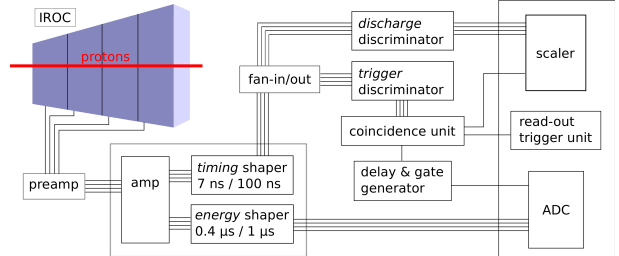 IROC
protons
discharge
discriminator
scaler
fan-in/out
trigger
discriminator
coincidence unit
read-out
trigger unit
preamp
amp
timing shaper
7 ns / 100 ns
delay & gate
generator
energy shaper
0.4 µs / 1 µs
ADC